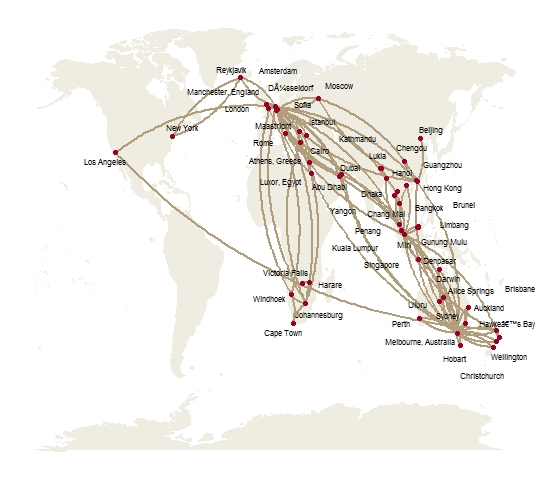 Reykjavik
Amsterdam
Manchester, England
DÃ¼sseldorf
Moscow
London
Sofia
New York
Maastricht
Istanbul
Beijing
Rome
Cairo
Kathmandu
Chengdu
Los Angeles
Athens, Greece
Dubai
Lukla
Guangzhou
Hanoi
Luxor, Egypt
Abu Dhabi
Dhaka
Hong Kong
Yangon
Chang Mai
Bangkok
Brunei
Penang
Limbang
Kuala Lumpur
Miri
Gunung Mulu
Singapore
Denpasar
Victoria Falls
Darwin
Harare
Alice Springs
Brisbane
Windhoek
Uluru
Auckland
Johannesburg
Sydney
Hawkeâ€™s Bay
Cape Town
Perth
Melbourne, Australia
Hobart
Wellington
Christchurch